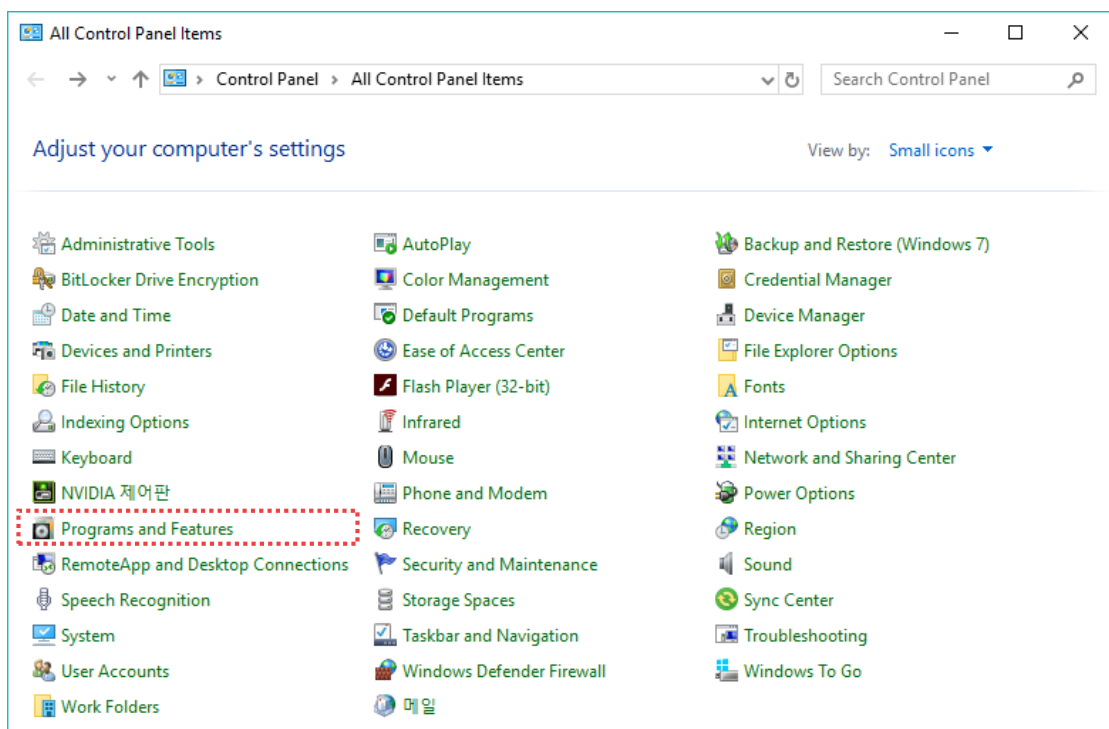 All Control Panel Items
Control Panel > All Control Panel Items
Search Control Panel
Adjust your computer's settings
View by: Small icons
Administrative Tools
AutoPlay
Backup and Restore (Windows 7)
BitLocker Drive Encryption
Color Management
Credential Manager
Date and Time
Default Programs
Device Manager
Devices and Printers
Ease of Access Center
File Explorer Options
File History
Flash Player (32-bit)
Fonts
Indexing Options
Infrared
Internet Options
Keyboard
Mouse
Network and Sharing Center
NVIDIA 제어판
Phone and Modem
Power Options
Programs and Features
Recovery
Region
RemoteApp and Desktop Connections
Security and Maintenance
Sound
Speech Recognition
Storage Spaces
Sync Center
System
Taskbar and Navigation
Troubleshooting
User Accounts
Windows Defender Firewall
Windows To Go
Work Folders
메일